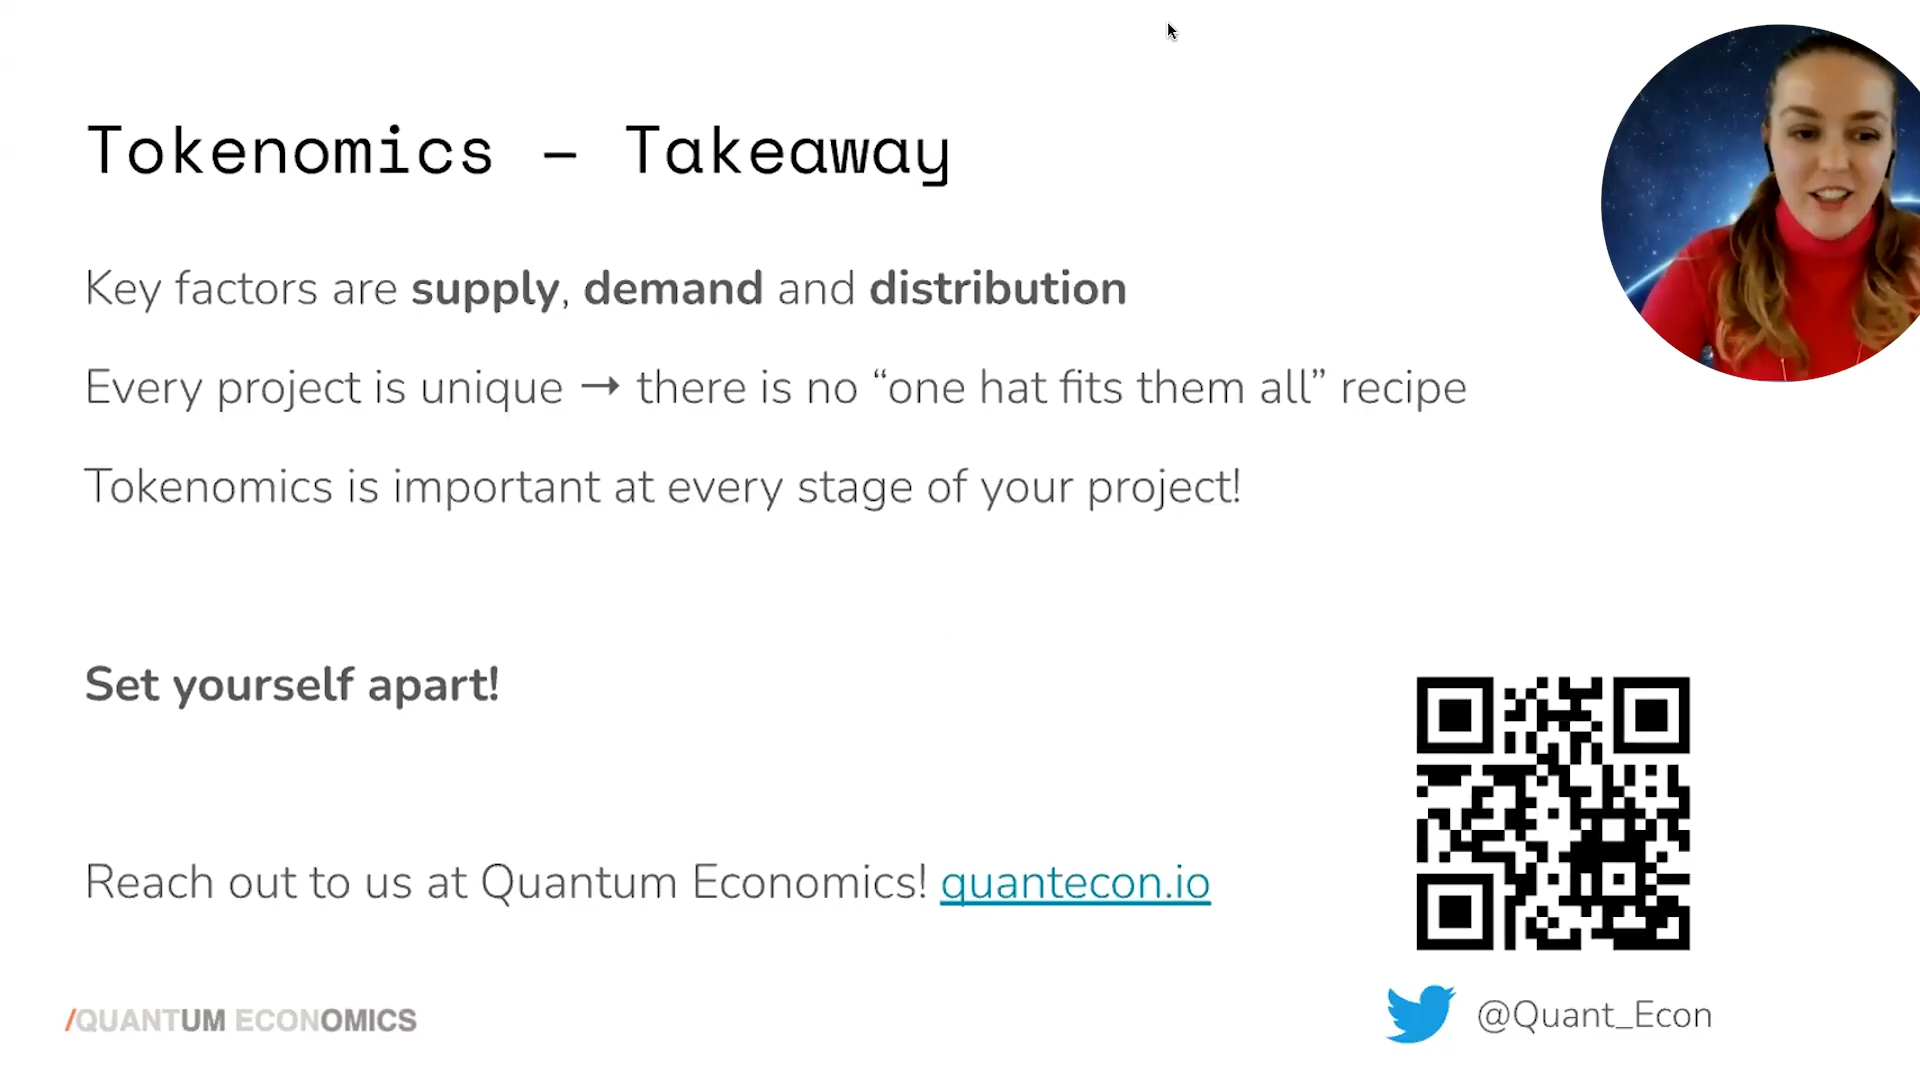 Tokenomics – Takeaway
Key factors are supply, demand and distribution
Every project is unique → there is no “one hat fits them all” recipe
Tokenomics is important at every stage of your project!
Set yourself apart!
Reach out to us at Quantum Economics! quantecon.io
/QUANTUM ECONOMICS
@Quant_Econ